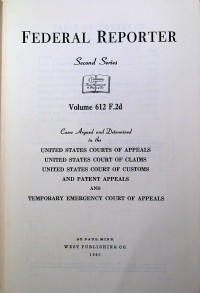 FEDERAL REPORTER
Second Series
Volume 612 F.2d
Cases Argued and Determined
in the
UNITED STATES COURTS OF APPEALS
UNITED STATES COURT OF CLAIMS
UNITED STATES COURT OF CUSTOMS
AND PATENT APPEALS
AND
TEMPORARY EMERGENCY COURT OF APPEALS
ST. PAUL, MINN.
WEST PUBLISHING CO.
1980